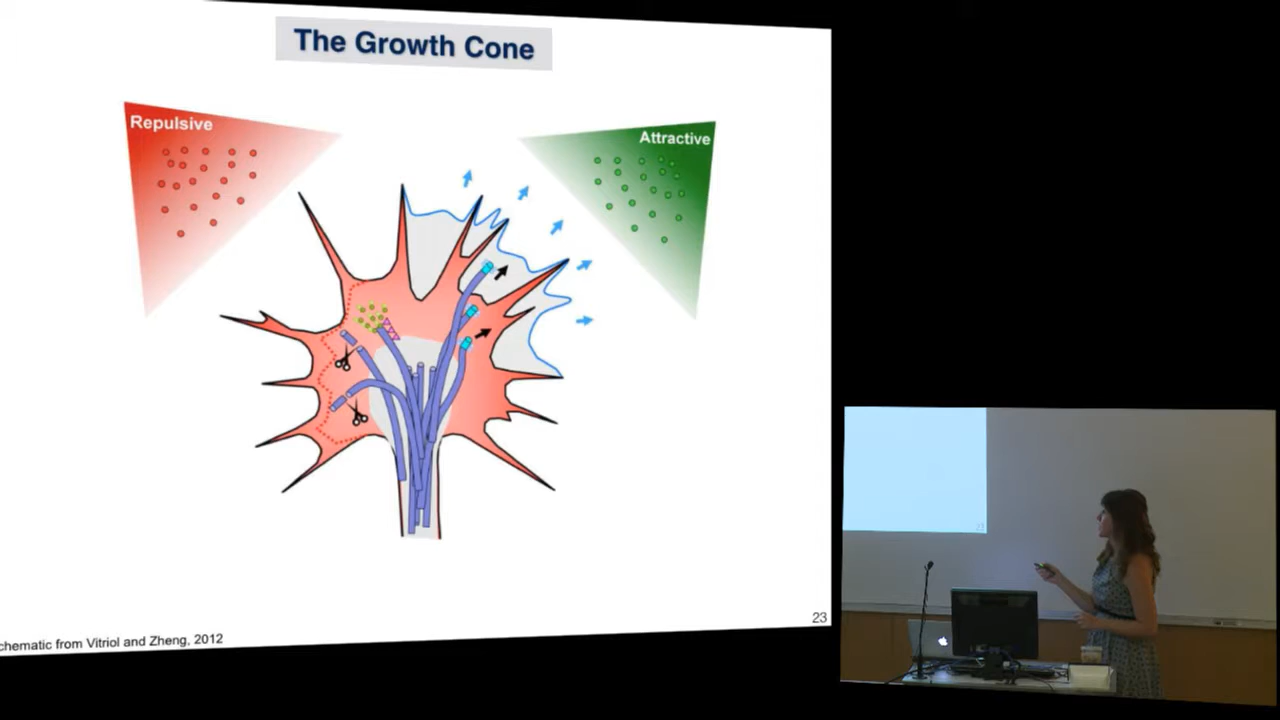 The Growth Cone
Repulsive
Attractive
23
chematic from Vitriol and Zheng, 2012